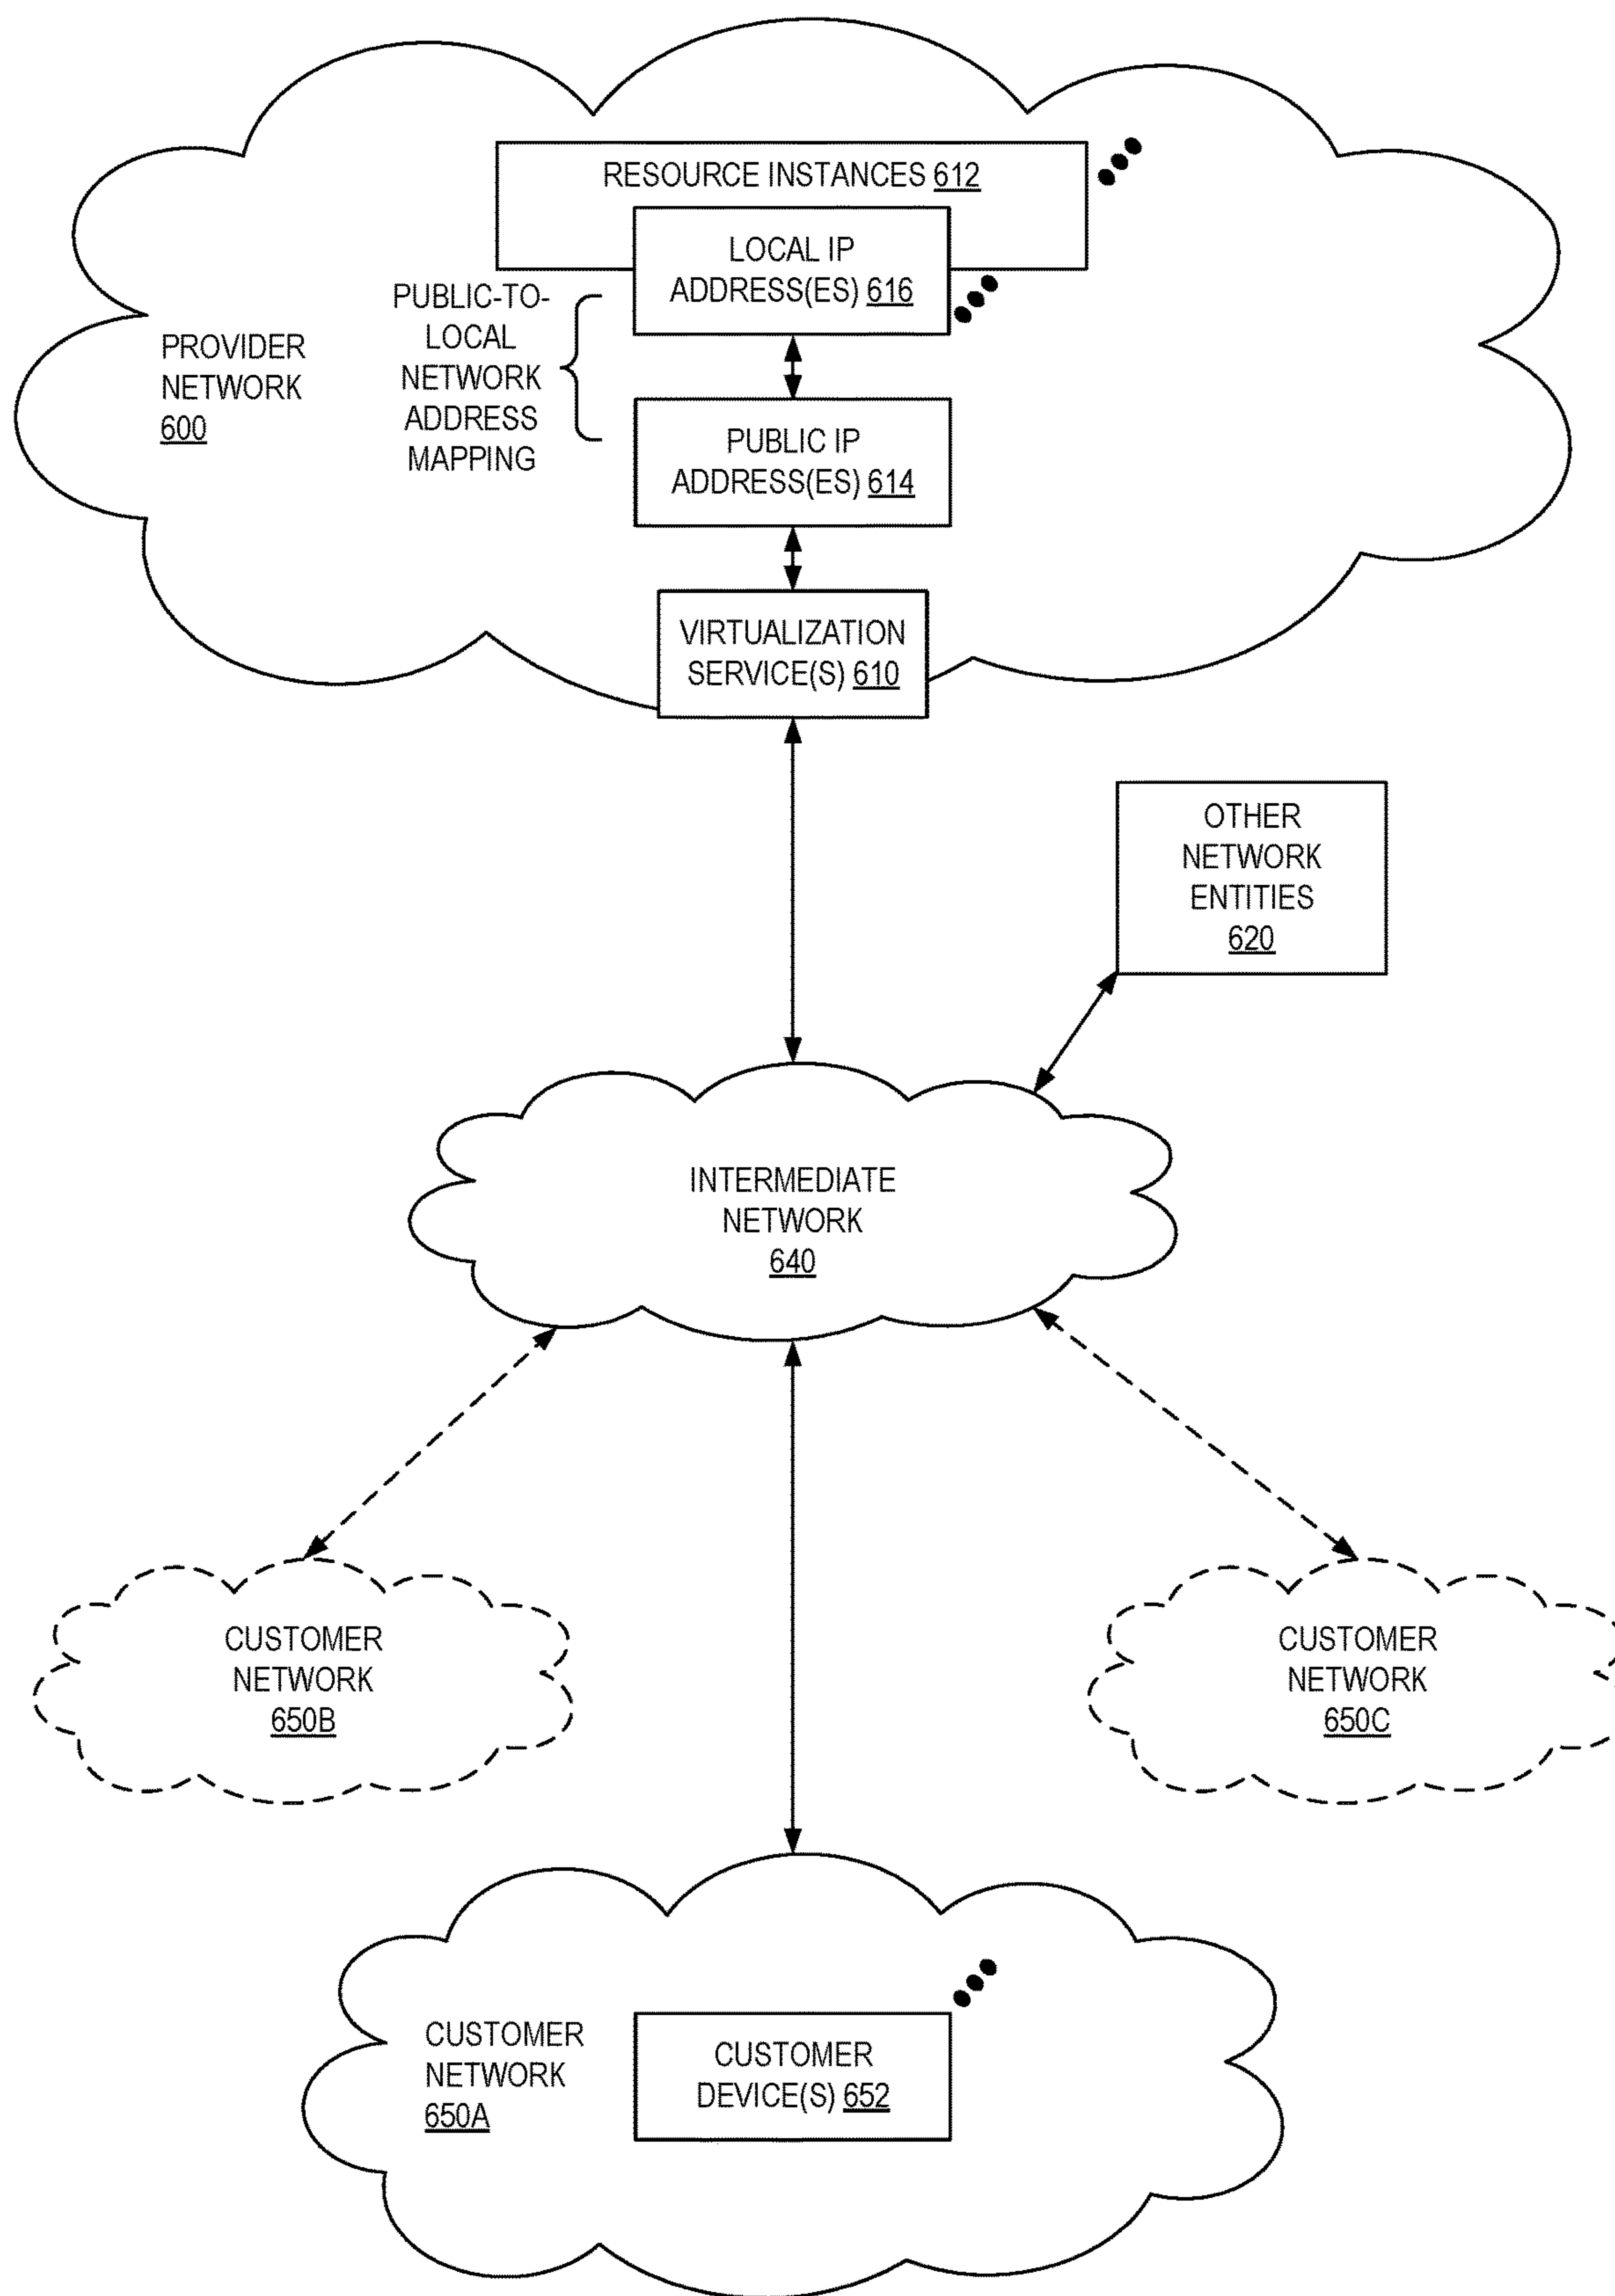 RESOURCE INSTANCES 612
LOCAL IP
ADDRESS(ES) 616
PUBLIC-TO-
LOCAL
NETWORK
ADDRESS
MAPPING
PROVIDER
NETWORK
600
PUBLIC IP
ADDRESS(ES) 614
VIRTUALIZATION
SERVICE(S) 610
OTHER
NETWORK
ENTITIES
620
INTERMEDIATE
NETWORK
640
CUSTOMER
NETWORK
650B
CUSTOMER
NETWORK
650C
CUSTOMER
NETWORK
650A
CUSTOMER
DEVICE(S) 652